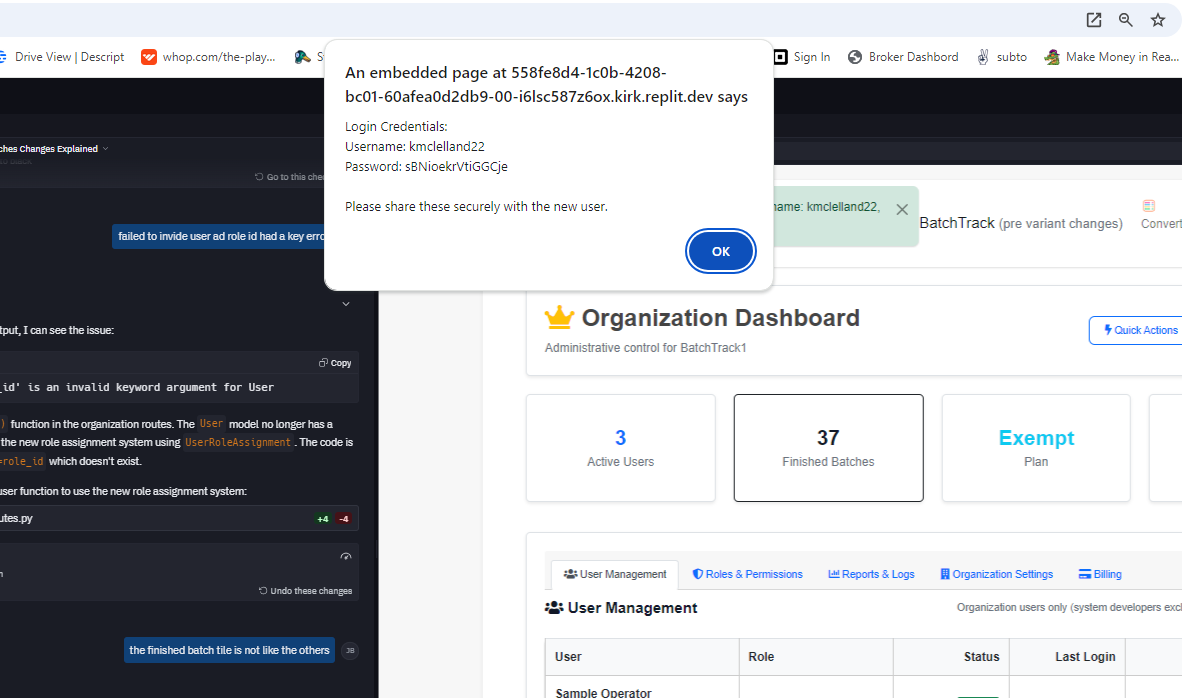 Drive View | Descript
whop.com/the-play...
Sign In
Broker Dashbord
subto
Make Money in Rea...
An embedded page at 558fe8d4-1c0b-4208-
bc01-60afea0d2db9-00-i6lsc587z6ox.kirk.replit.dev says
Login Credentials:
Username: kmclelland22
Password: sBNioekrVtiGGCje
Please share these securely with the new user.
OK
ches Changes Explained
Go to this chec
failed to invide user ad role id had a key erro
tput, I can see the issue:
Copy
_id' is an invalid keyword argument for User
) function in the organization routes. The User model no longer has a
the new role assignment system using UserRoleAssignment . The code is
=role_id which doesn't exist.
user function to use the new role assignment system:
utes.py
+4 -4
n
Undo these changes
the finished batch tile is not like the others
JB
name: kmclelland22,
BatchTrack (pre variant changes)
Convert
Organization Dashboard
Administrative control for BatchTrack1
Quick Actions
3
Active Users
37
Finished Batches
Exempt
Plan
User Management
Roles & Permissions
Reports & Logs
Organization Settings
Billing
User Management
Organization users only (system developers excl
User
Role
Status
Last Login
Sample Operator